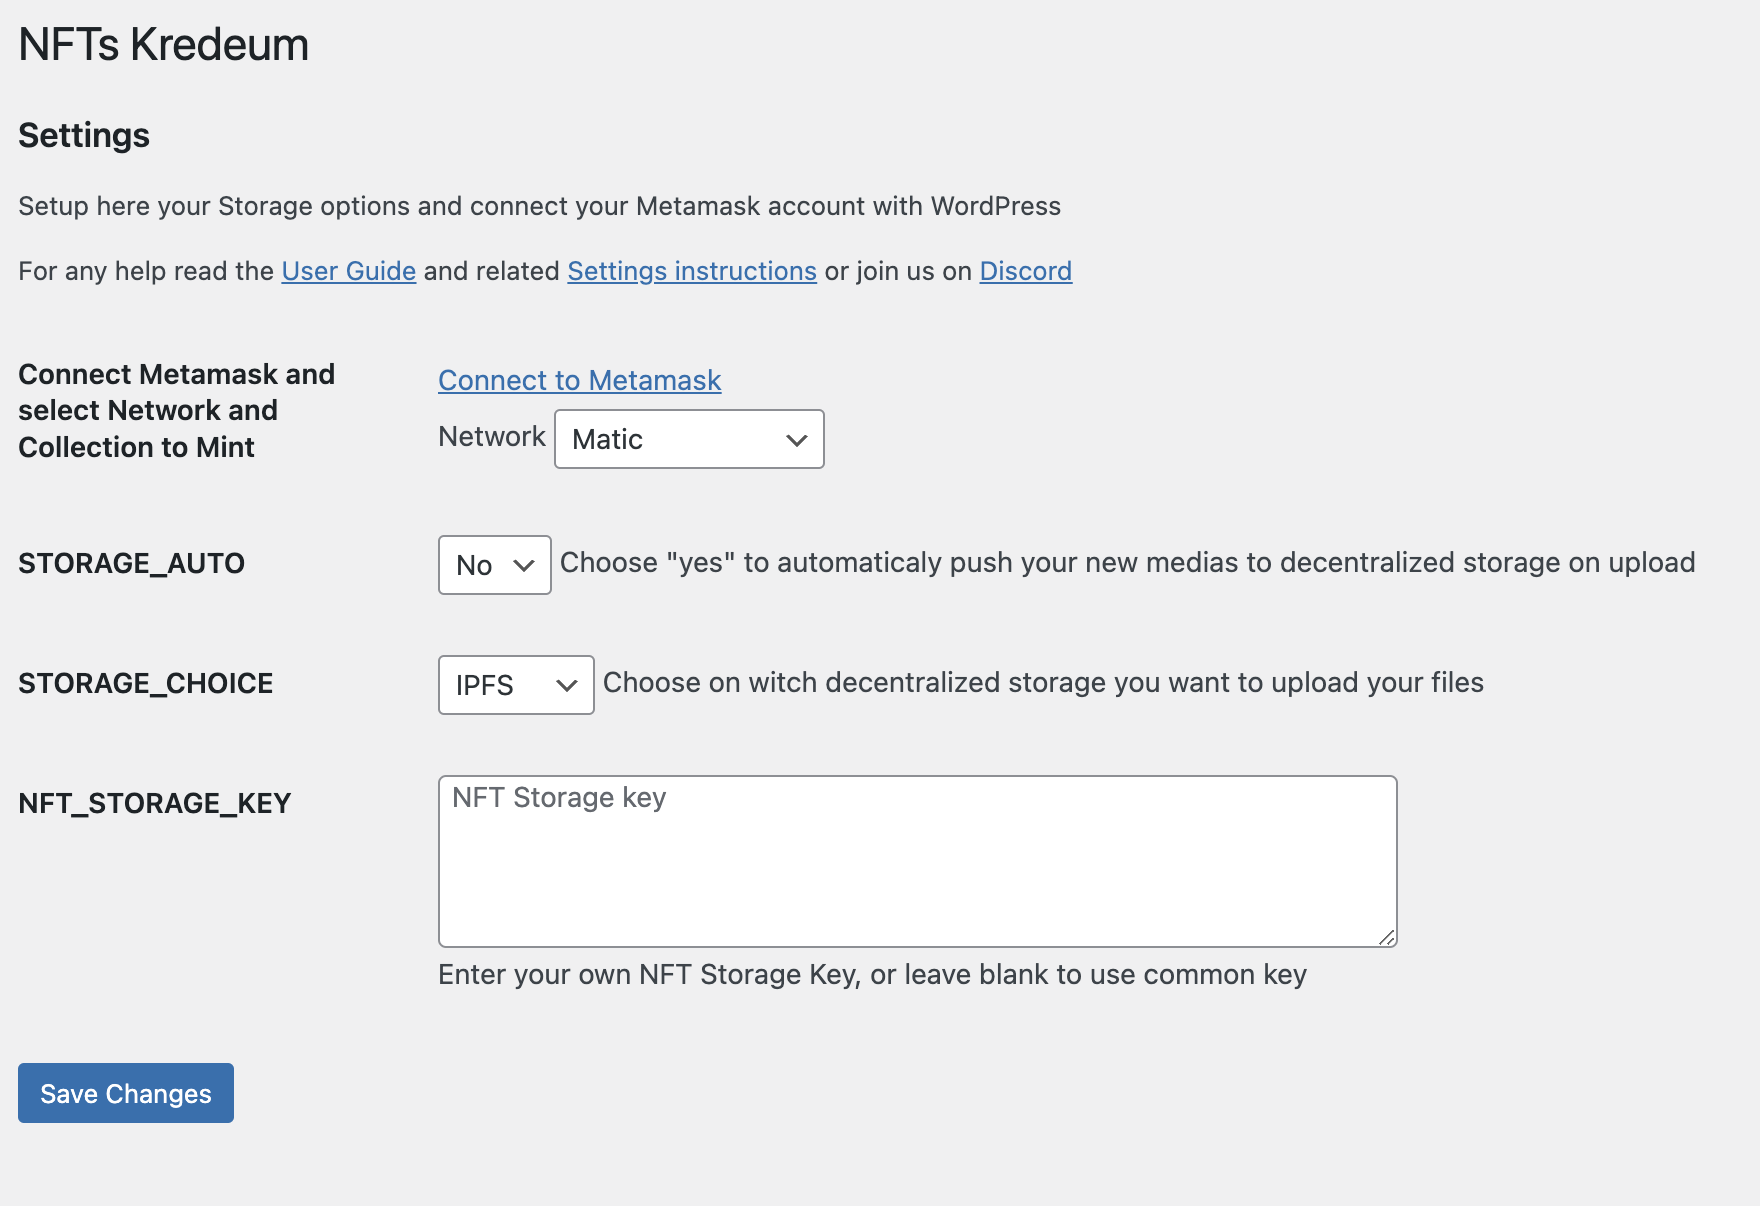 NFTs Kredeum
Settings
Setup here your Storage options and connect your Metamask account with WordPress
For any help read the User Guide and related Settings instructions or join us on Discord
Connect Metamask and
select Network and
Collection to Mint
Connect to Metamask
Network Matic
STORAGE_AUTO
No Choose "yes" to automaticaly push your new medias to decentralized storage on upload
STORAGE_CHOICE
IPFS Choose on witch decentralized storage you want to upload your files
NFT_STORAGE_KEY
NFT Storage key
Enter your own NFT Storage Key, or leave blank to use common key
Save Changes